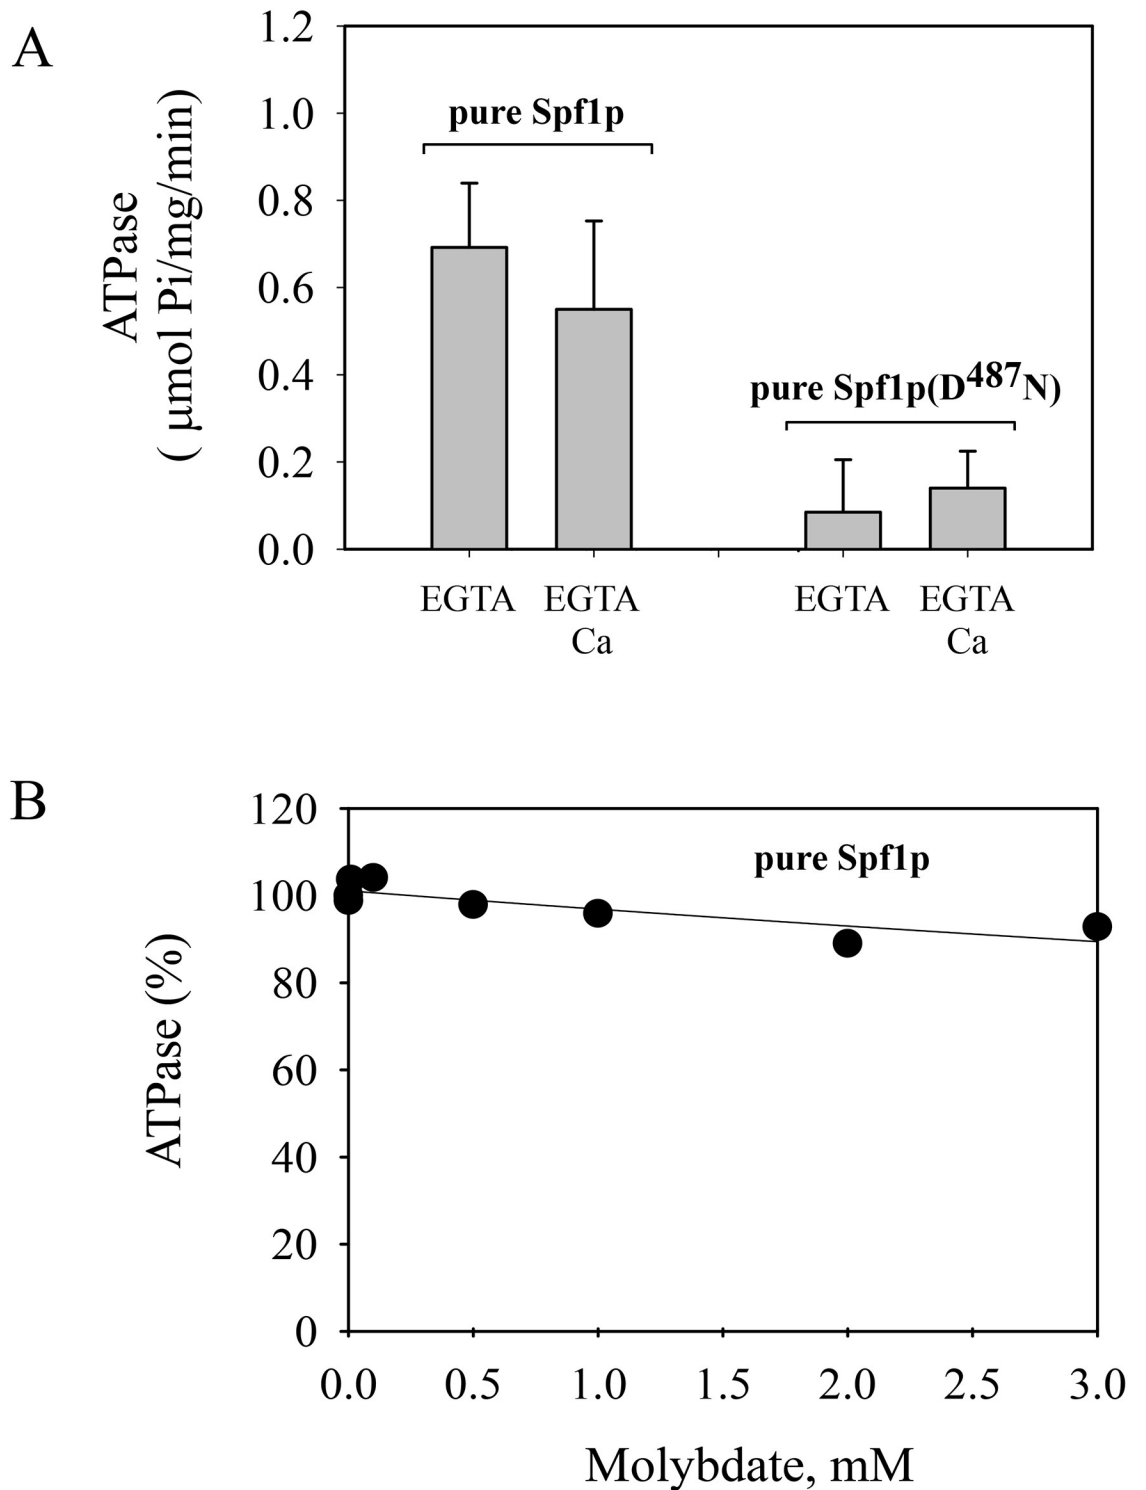 A
ATPase
( µmol Pi/mg/min)
1.2
1.0
0.8
0.6
0.4
0.2
0.0
pure Spf1p
pure Spf1p(D487N)
EGTA EGTA EGTA EGTA
Ca Ca
B
ATPase (%)
120
100
80
60
40
20
0
pure Spf1p
0.0 0.5 1.0 1.5 2.0 2.5 3.0
Molybdate, mM